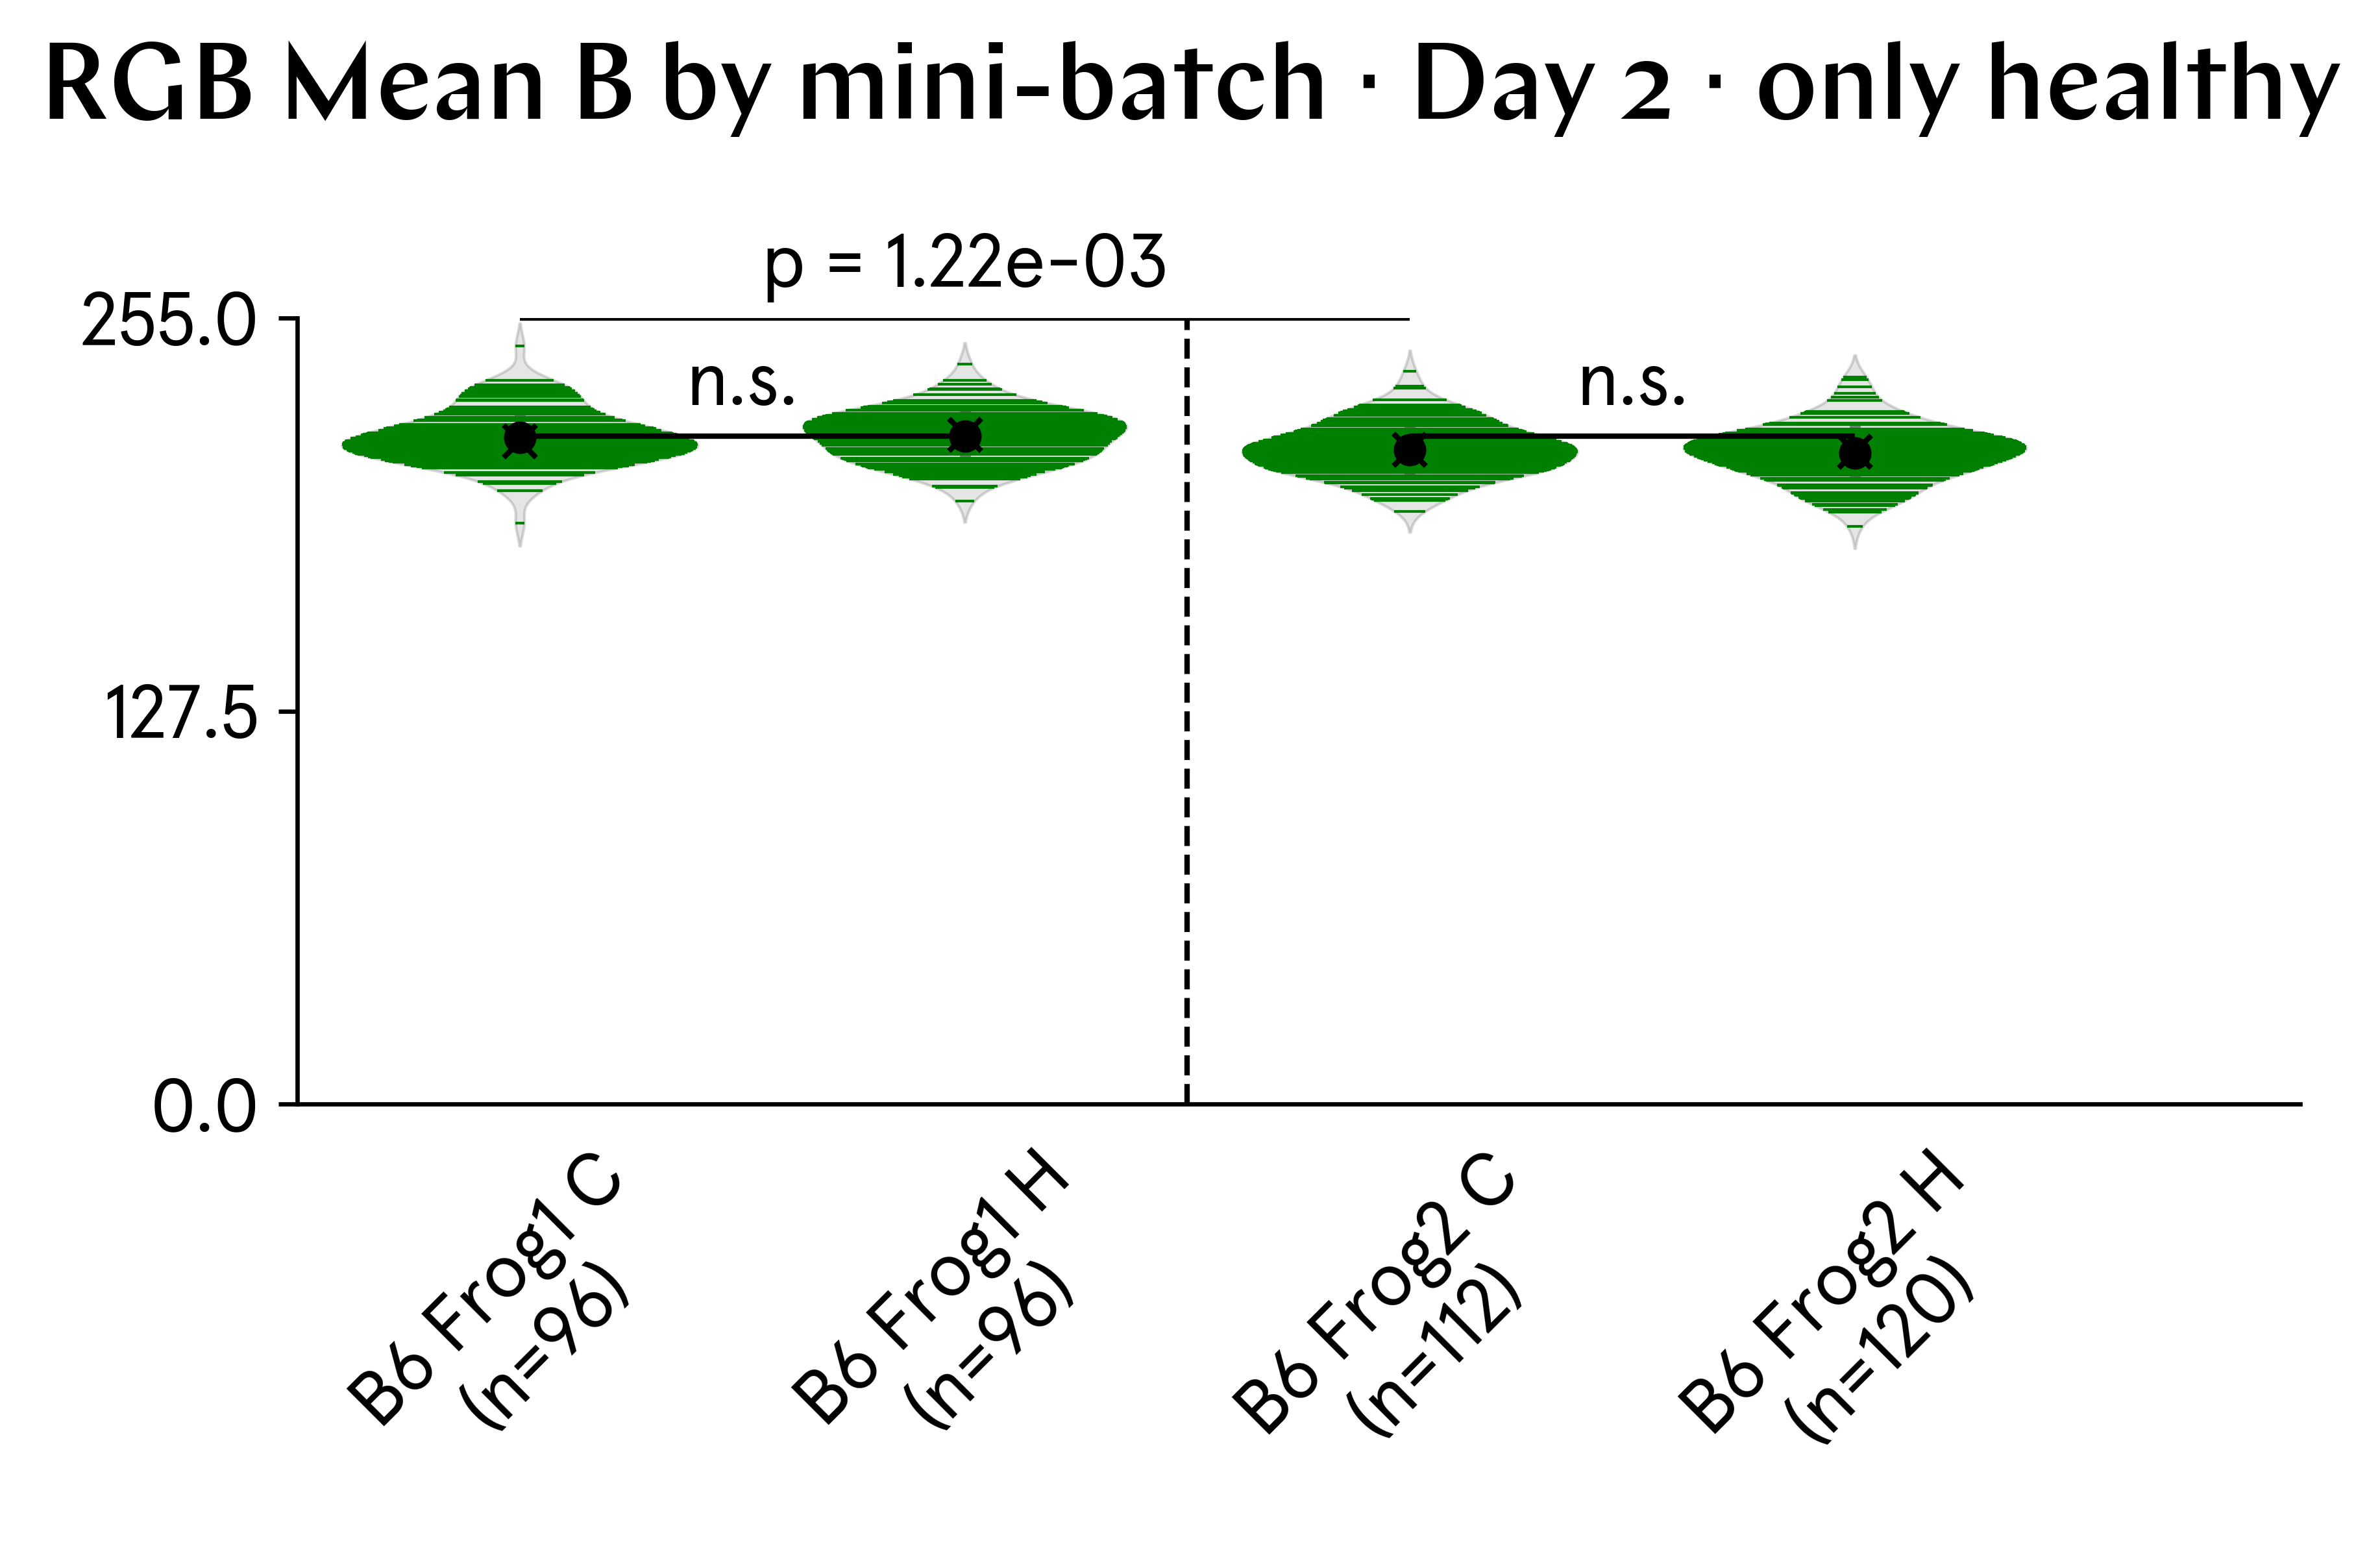 RGB Mean B by mini-batch · Day 2 · only healthy
p = 1.22e-03
255.0
n.s.
n.s.
127.5
0.0
B6 Frog1 C
(n=96)
B6 Frog1 H
(n=96)
B6 Frog2 C
(n=112)
B6 Frog2 H
(n=120)